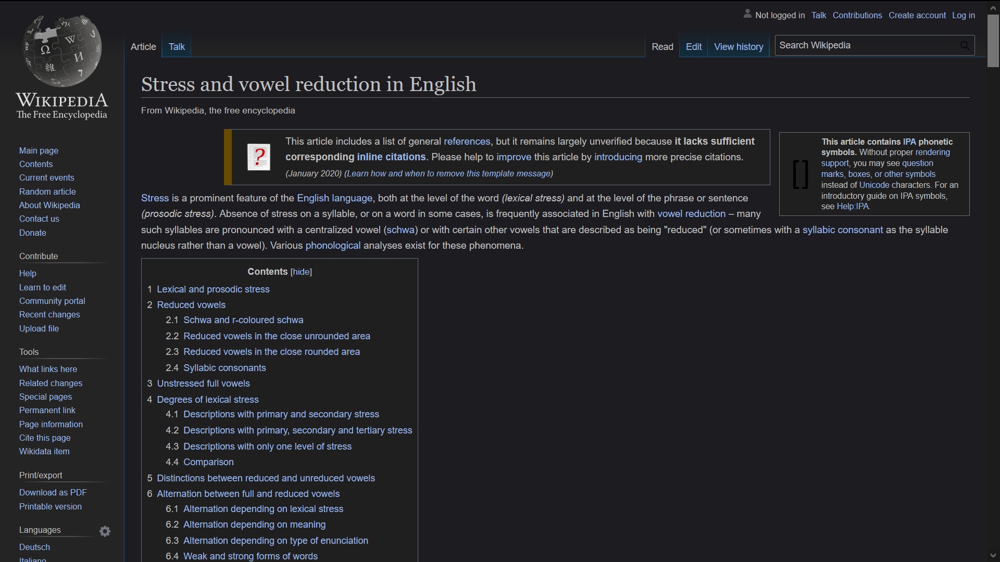 Not logged in Talk Contributions Create account Log in
Article Talk Read Edit View history Search Wikipedia
WIKIPEDIA
The Free Encyclopedia
Main page
Contents
Current events
Random article
About Wikipedia
Contact us
Donate
Contribute
Help
Learn to edit
Community portal
Recent changes
Upload file
Tools
What links here
Related changes
Special pages
Permanent link
Page information
Cite this page
Wikidata item
Print/export
Download as PDF
Printable version
Languages
Deutsch
Italiano
Stress and vowel reduction in English
From Wikipedia, the free encyclopedia
This article includes a list of general references, but it remains largely unverified because it lacks sufficient
corresponding inline citations. Please help to improve this article by introducing more precise citations.
(January 2020) (Learn how and when to remove this template message)
This article contains IPA phonetic
symbols. Without proper rendering
support, you may see question
marks, boxes, or other symbols
instead of Unicode characters. For an
introductory guide on IPA symbols,
see Help:IPA.
Stress is a prominent feature of the English language, both at the level of the word (lexical stress) and at the level of the phrase or sentence
(prosodic stress). Absence of stress on a syllable, or on a word in some cases, is frequently associated in English with vowel reduction – many
such syllables are pronounced with a centralized vowel (schwa) or with certain other vowels that are described as being "reduced" (or sometimes with a syllabic consonant as the syllable
nucleus rather than a vowel). Various phonological analyses exist for these phenomena.
Contents [hide]
1 Lexical and prosodic stress
2 Reduced vowels
2.1 Schwa and r-coloured schwa
2.2 Reduced vowels in the close unrounded area
2.3 Reduced vowels in the close rounded area
2.4 Syllabic consonants
3 Unstressed full vowels
4 Degrees of lexical stress
4.1 Descriptions with primary and secondary stress
4.2 Descriptions with primary, secondary and tertiary stress
4.3 Descriptions with only one level of stress
4.4 Comparison
5 Distinctions between reduced and unreduced vowels
6 Alternation between full and reduced vowels
6.1 Alternation depending on lexical stress
6.2 Alternation depending on meaning
6.3 Alternation depending on type of enunciation
6.4 Weak and strong forms of words